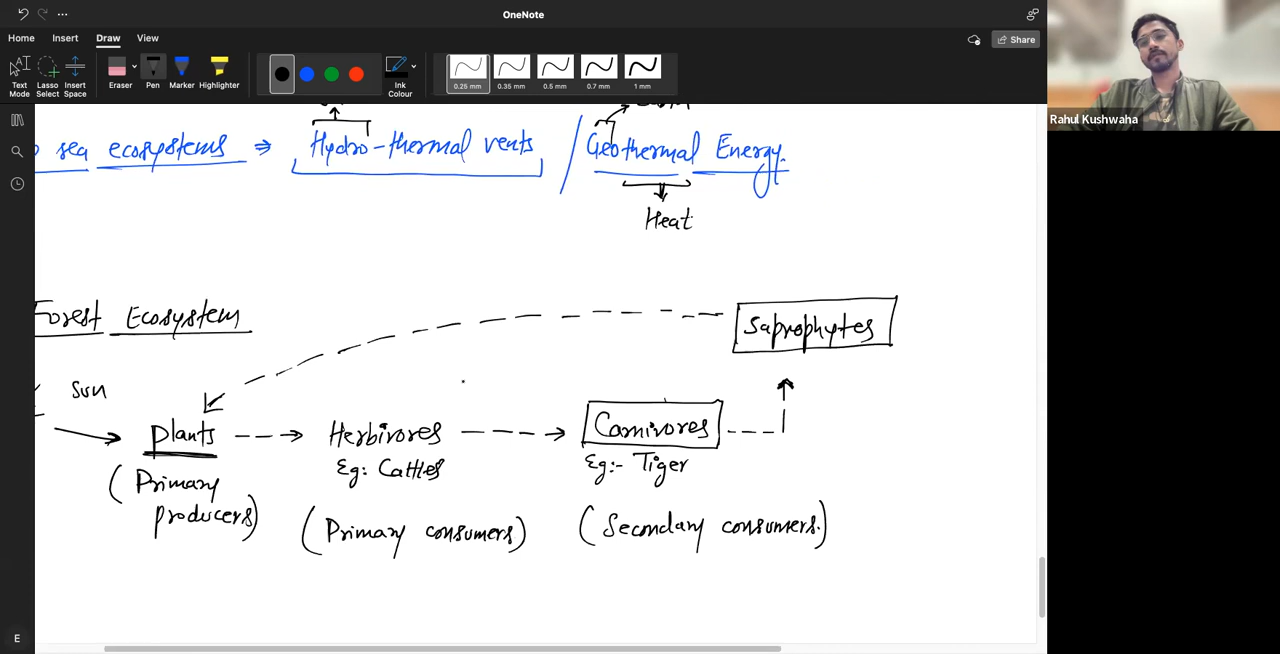 OneNote
Home Insert Draw View
Share
Text Mode
Lasso Select
Insert Space
Eraser
Pen
Marker
Highlighter
Ink Colour
0.25 mm
0.35 mm
0.5 mm
0.7 mm
1 mm
Rahul Kushwaha
sea ecosystems ⇒ Hydro-thermal vents / Geothermal Energy.
Heat
Forest Ecosystem
Saprophytes
Sun
Plants Herbivores Carnivores
Eg: Cattles Eg:- Tiger
(Primary producers)
(Primary consumers)
(Secondary consumers.)
E